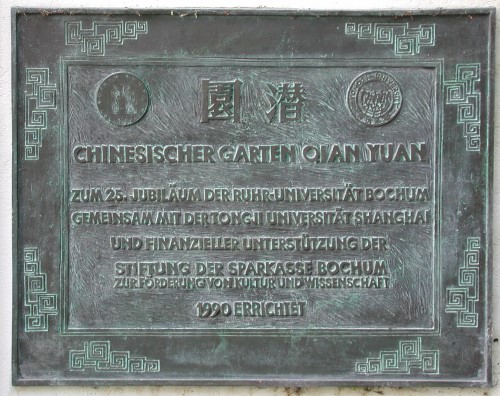 園 潜
CHINESISCHER GARTEN QIAN YUAN
ZUM 25. JUBILÄUM DER RUHR-UNIVERSITÄT BOCHUM
GEMEINSAM MIT DER TONGJI UNIVERSITÄT SHANGHAI
UND FINANZIELLER UNTERSTÜTZUNG DER
STIFTUNG DER SPARKASSE BOCHUM
ZUR FÖRDERUNG VON KULTUR UND WISSENSCHAFT
1990 ERRICHTET